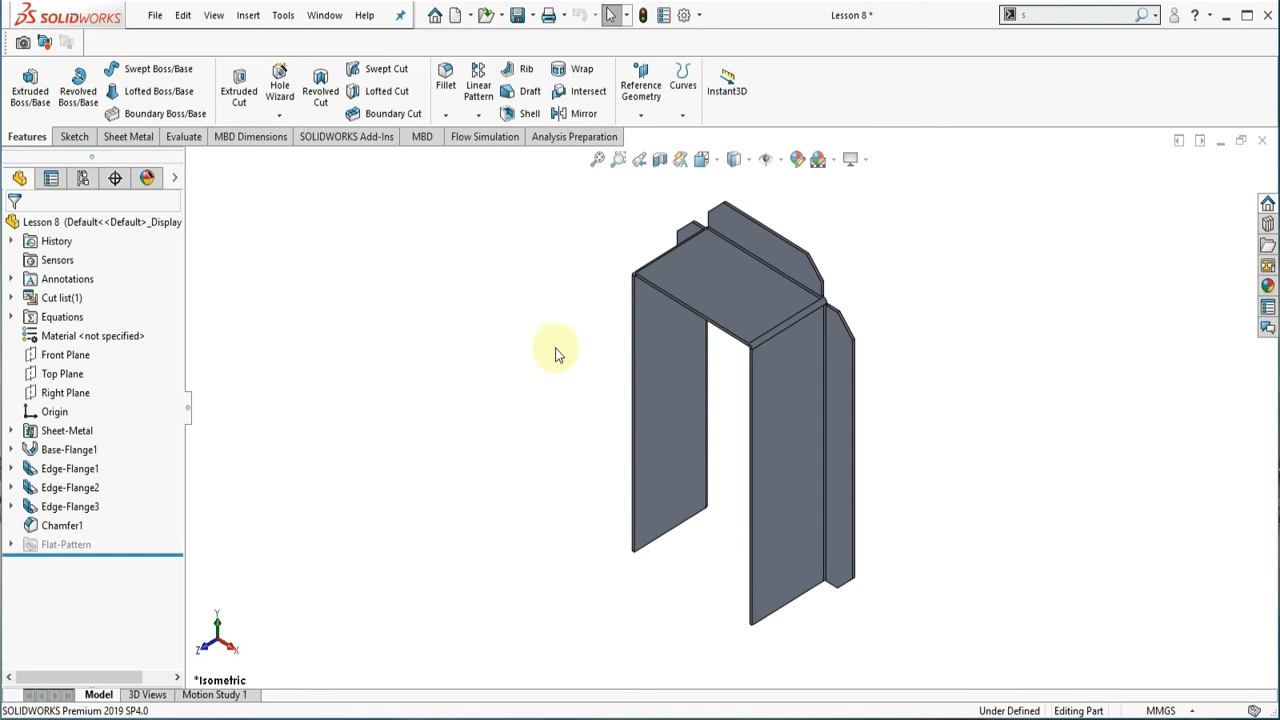 SOLIDWORKS File Edit View Insert Tools Window Help Lesson 8 * s
Extruded Boss/Base Revolved Boss/Base Swept Boss/Base Lofted Boss/Base Boundary Boss/Base Extruded Cut Hole Wizard Revolved Cut Swept Cut Lofted Cut Boundary Cut Fillet Linear Pattern Rib Draft Shell Wrap Intersect Mirror Reference Geometry Curves Instant3D
Features Sketch Sheet Metal Evaluate MBD Dimensions SOLIDWORKS Add-Ins MBD Flow Simulation Analysis Preparation
Lesson 8 (Default<<Default>_Display
History
Sensors
Annotations
Cut list(1)
Equations
Material <not specified>
Front Plane
Top Plane
Right Plane
Origin
Sheet-Metal
Base-Flange1
Edge-Flange1
Edge-Flange2
Edge-Flange3
Chamfer1
Flat-Pattern
Y
Z X
*Isometric
Model 3D Views Motion Study 1
SOLIDWORKS Premium 2019 SP4.0 Under Defined Editing Part MMGS